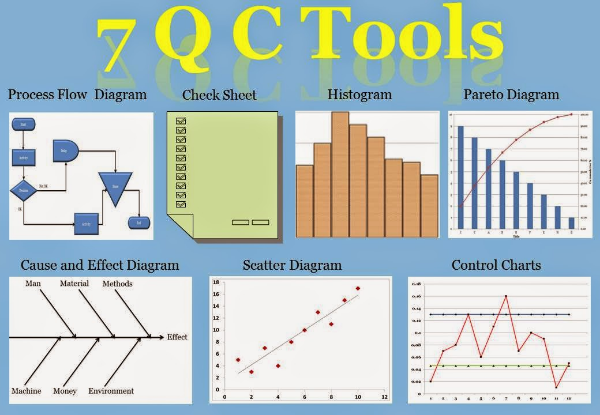 7 Q C Tools
Process Flow Diagram
Check Sheet
Histogram
Pareto Diagram
Cause and Effect Diagram
Scatter Diagram
Control Charts
Man Material Methods
Effect
Machine Money Environment
18
16
14
12
10
8
6
4
2
0
0 2 4 6 8 10 12